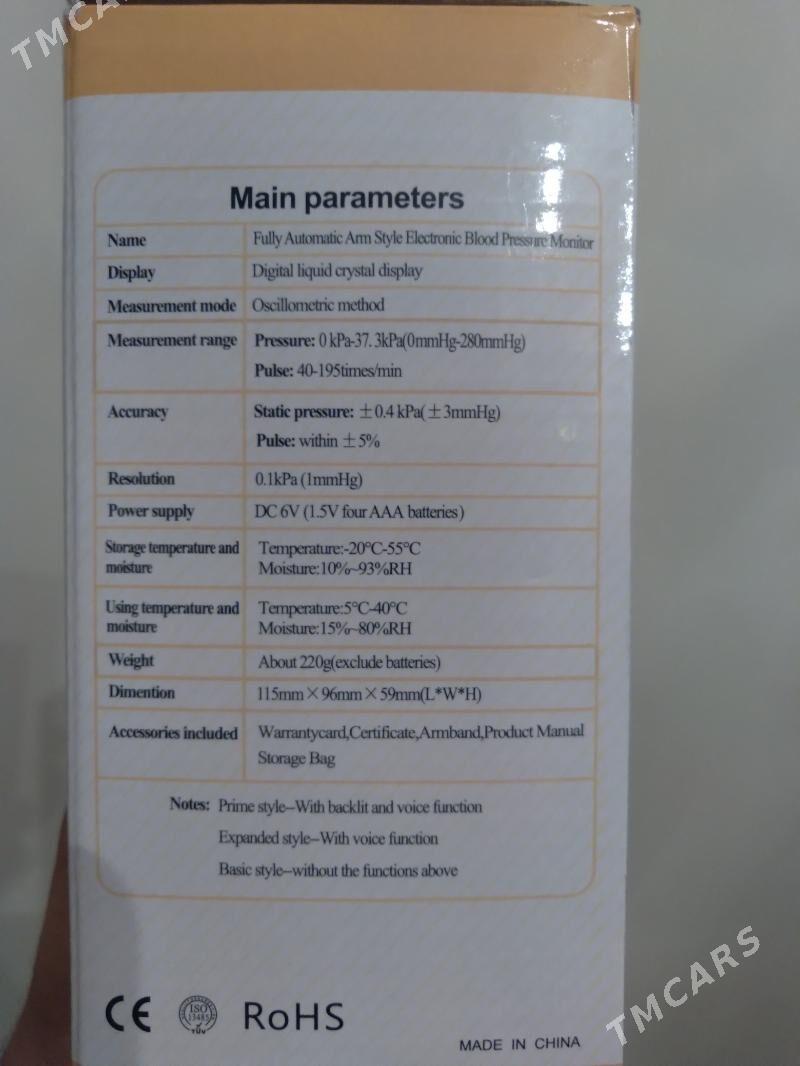 TMCARS
Main parameters
Name Fully Automatic Arm Style Electronic Blood Pressure Monitor
Display Digital liquid crystal display
Measurement mode Oscillometric method
Measurement range Pressure: 0 kPa-37.3kPa(0mmHg-280mmHg)
Pulse: 40-195times/min
Accuracy Static pressure: ±0.4 kPa(±3mmHg)
Pulse: within ±5%
Resolution 0.1kPa (1mmHg)
Power supply DC 6V (1.5V four AAA batteries)
Storage temperature and Temperature:-20°C-55°C
moisture Moisture:10%~93%RH
Using temperature and Temperature:5°C-40°C
moisture Moisture:15%~80%RH
Weight About 220g(exclude batteries)
Dimention 115mm×96mm×59mm(L*W*H)
Accessories included Warrantycard,Certificate,Armband,Product Manual
Storage Bag
Notes: Prime style--With backlit and voice function
Expanded style--With voice function
Basic style--without the functions above
CE ISO 13485 TÜV RoHS
MADE IN CHINA
TMCARS